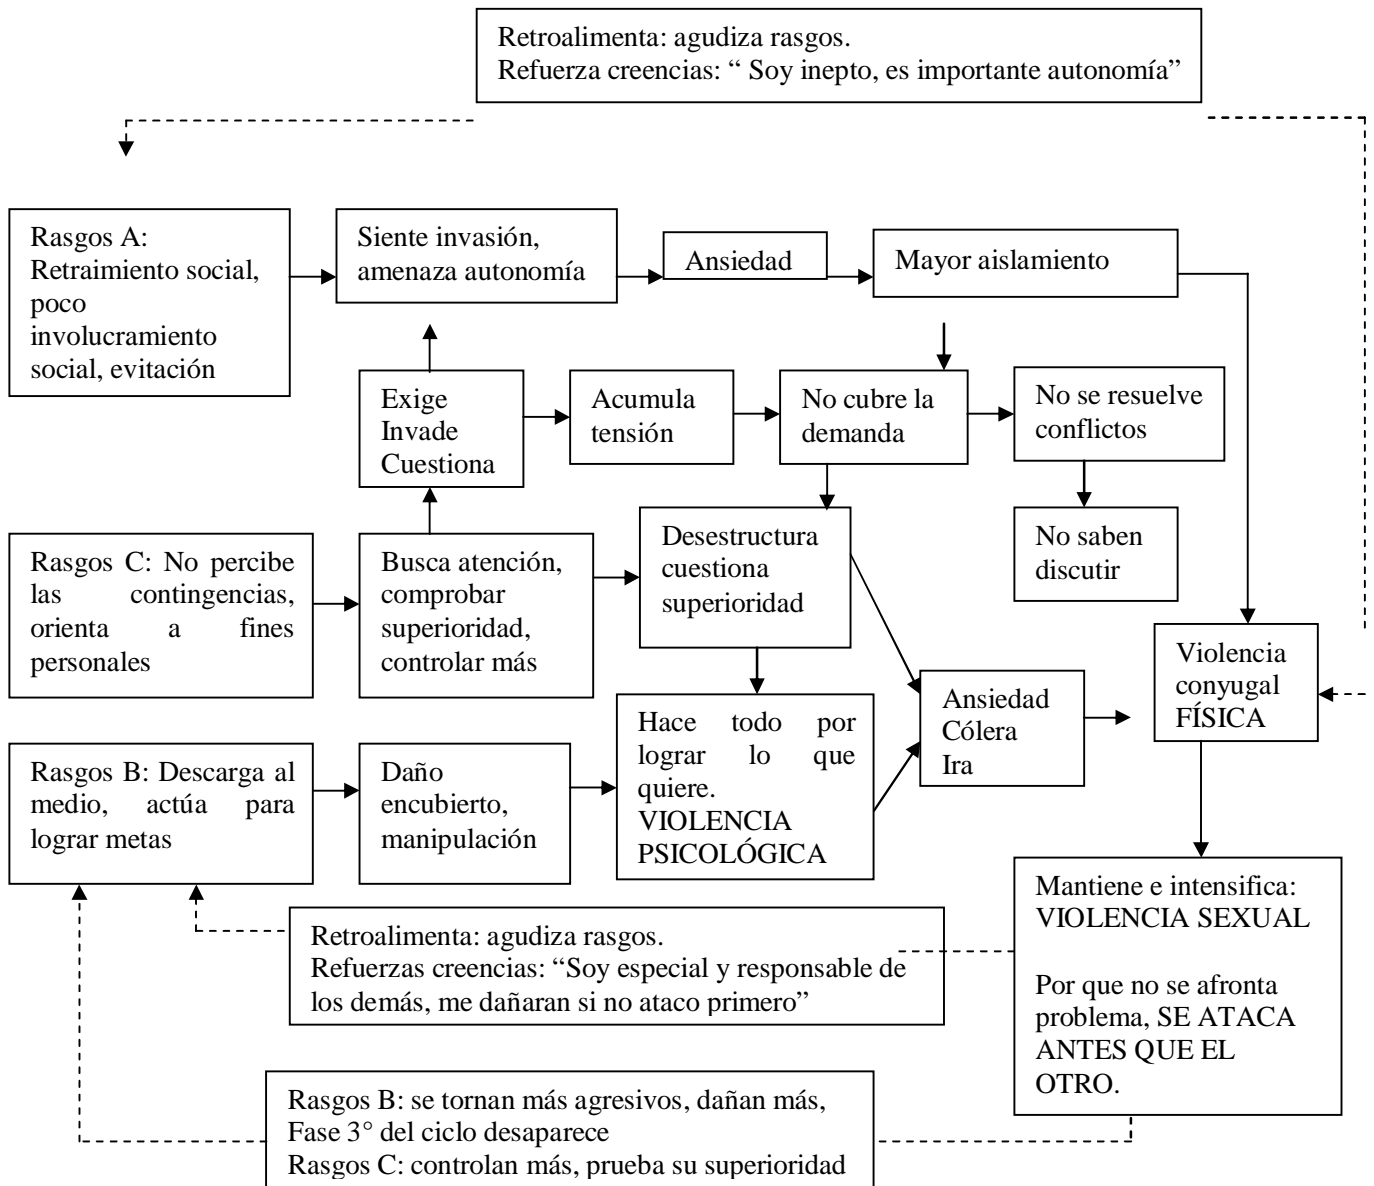 Retroalimenta: agudiza rasgos.
Refuerza creencias: “ Soy inepto, es importante autonomía”
Rasgos A:
Retraimiento social,
poco
involucramiento
social, evitación
Siente invasión,
amenaza autonomía
Ansiedad
Mayor aislamiento
Exige
Invade
Cuestiona
Acumula
tensión
No cubre la
demanda
No se resuelve
conflictos
No saben
discutir
Rasgos C: No percibe
las contingencias,
orienta a fines
personales
Busca atención,
comprobar
superioridad,
controlar más
Desestructura
cuestiona
superioridad
Violencia
conyugal
FÍSICA
Rasgos B: Descarga al
medio, actúa para
lograr metas
Daño
encubierto,
manipulación
Hace todo por
lograr lo que
quiere.
VIOLENCIA
PSICOLÓGICA
Ansiedad
Cólera
Ira
Mantiene e intensifica:
VIOLENCIA SEXUAL
Por que no se afronta
problema, SE ATACA
ANTES QUE EL
OTRO.
Retroalimenta: agudiza rasgos.
Refuerzas creencias: “Soy especial y responsable de
los demás, me dañaran si no ataco primero”
Rasgos B: se tornan más agresivos, dañan más,
Fase 3° del ciclo desaparece
Rasgos C: controlan más, prueba su superioridad